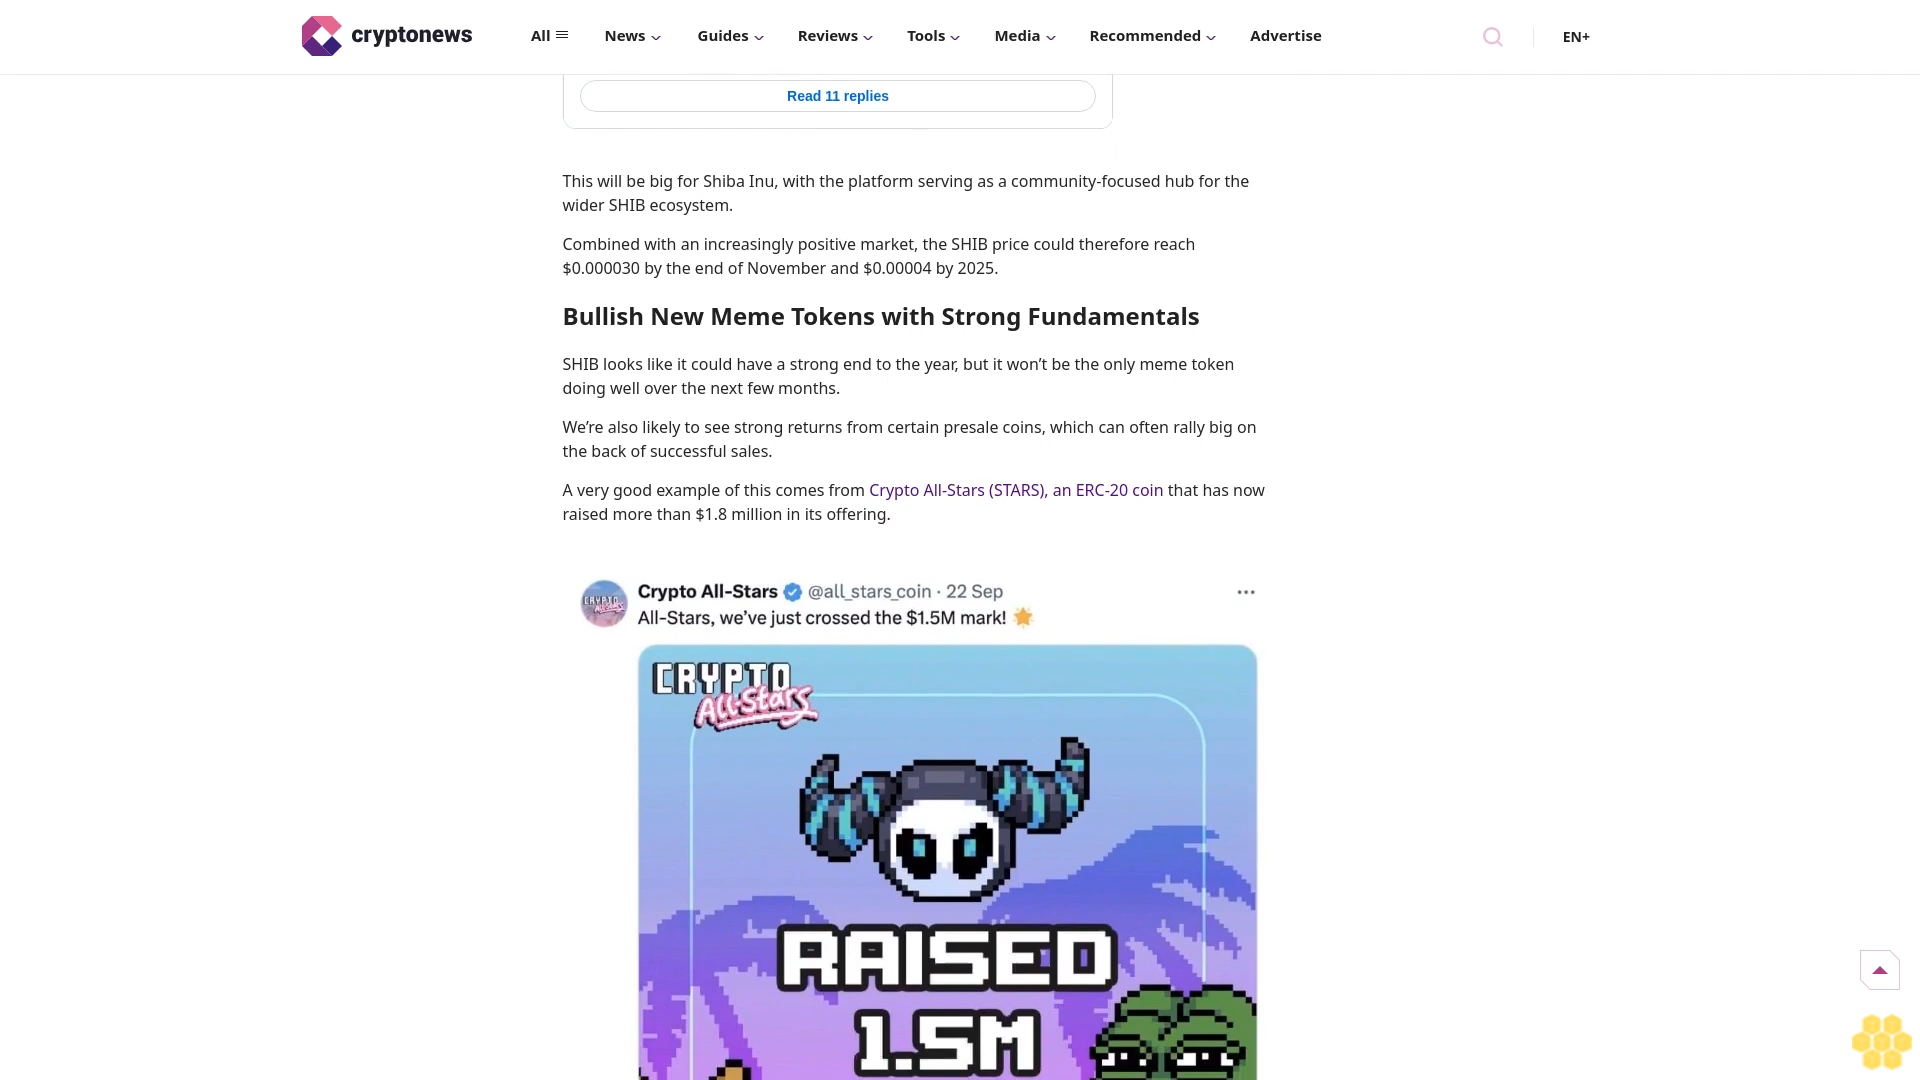 cryptonews
All
News
Guides
Reviews
Tools
Media
Recommended
Advertise
EN+
Read 11 replies
This will be big for Shiba Inu, with the platform serving as a community-focused hub for the
wider SHIB ecosystem.
Combined with an increasingly positive market, the SHIB price could therefore reach
$0.000030 by the end of November and $0.00004 by 2025.
Bullish New Meme Tokens with Strong Fundamentals
SHIB looks like it could have a strong end to the year, but it won’t be the only meme token
doing well over the next few months.
We’re also likely to see strong returns from certain presale coins, which can often rally big on
the back of successful sales.
A very good example of this comes from Crypto All-Stars (STARS), an ERC-20 coin that has now
raised more than $1.8 million in its offering.
Crypto All-Stars @all_stars_coin · 22 Sep
All-Stars, we’ve just crossed the $1.5M mark!
CRYPTO
All-Stars
RAISED
1.5M